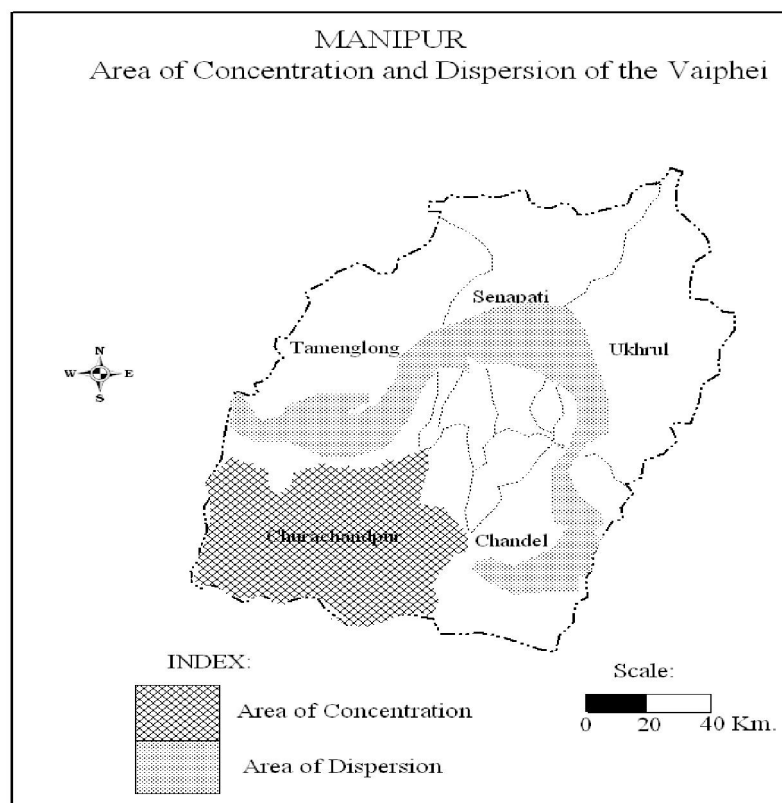 MANIPUR
Area of Concentration and Dispersion of the Vaiphei
Senapati
Tamenglong
Ukhrul
N
W E
S
Churachandpur
Chandel
INDEX:
Area of Concentration
Area of Dispersion
Scale:
0 20 40 Km.